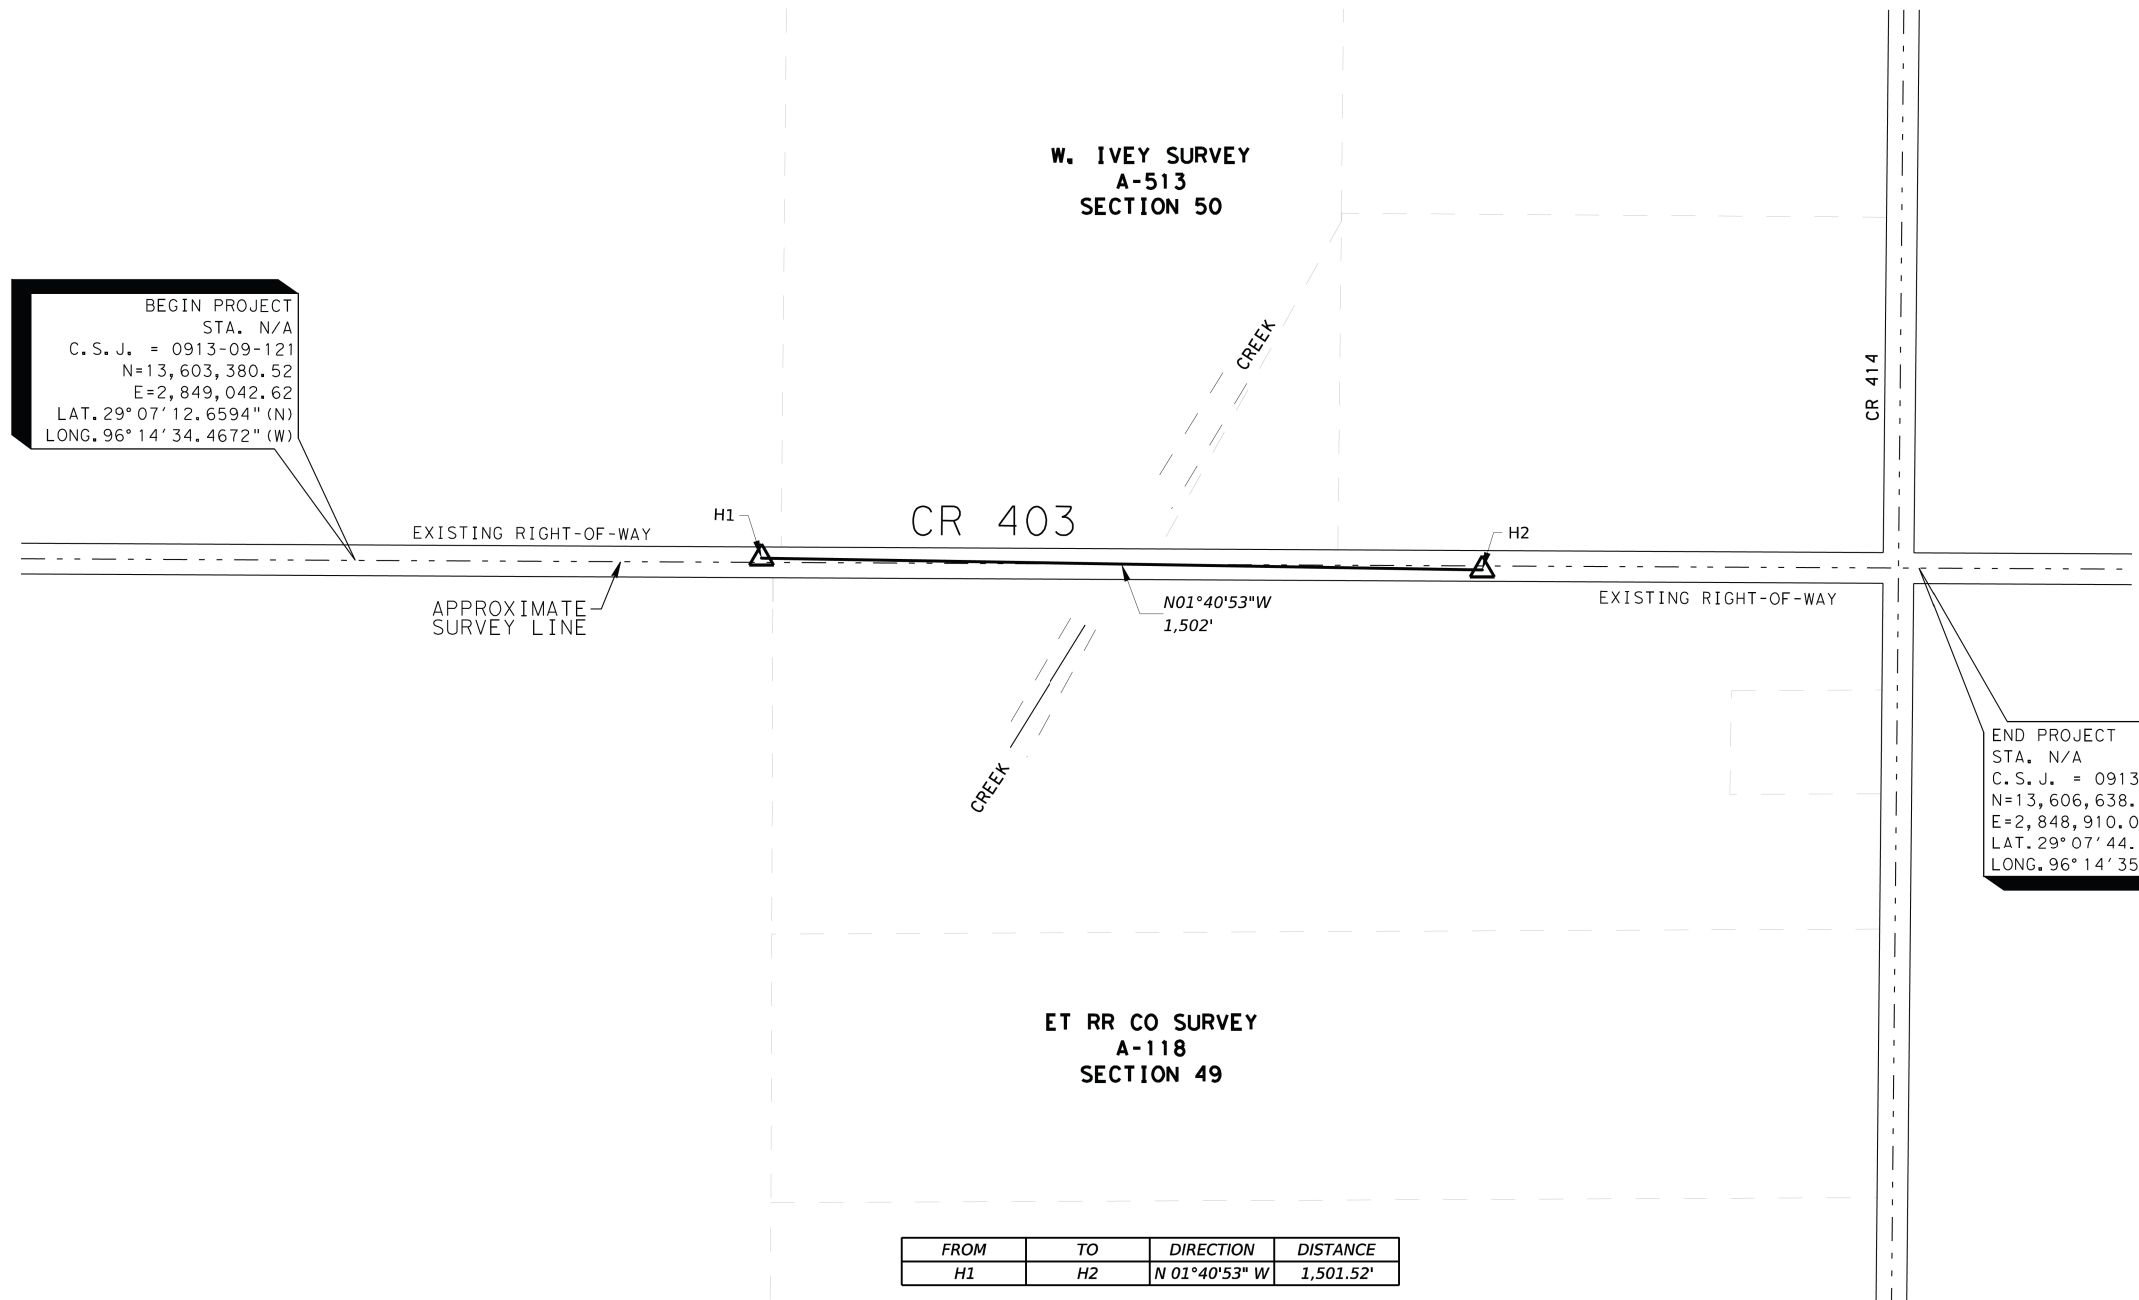 W. IVEY SURVEY
A-513
SECTION 50
BEGIN PROJECT
STA. N/A
C.S.J. = 0913-09-121
N=13,603,380.52
E=2,849,042.62
LAT.29°07'12.6594"(N)
LONG.96°14'34.4672"(W)
CREEK
CR 414
EXISTING RIGHT-OF-WAY
H1
CR 403
H2
APPROXIMATE
SURVEY LINE
N01°40'53"W
1,502'
EXISTING RIGHT-OF-WAY
CREEK
END PROJECT
STA. N/A
C.S.J. = 0913
N=13,606,638.
E=2,848,910.0
LAT.29°07'44.
LONG.96°14'35
ET RR CO SURVEY
A-118
SECTION 49
FROM TO DIRECTION DISTANCE
H1 H2 N 01°40'53" W 1,501.52'